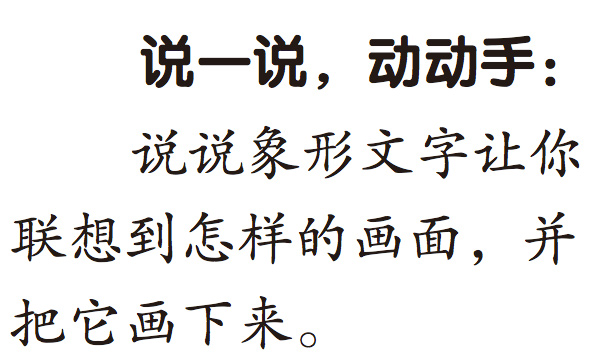 说一说，动动手：
说说象形文字让你
联想到怎样的画面，并
把它画下来。